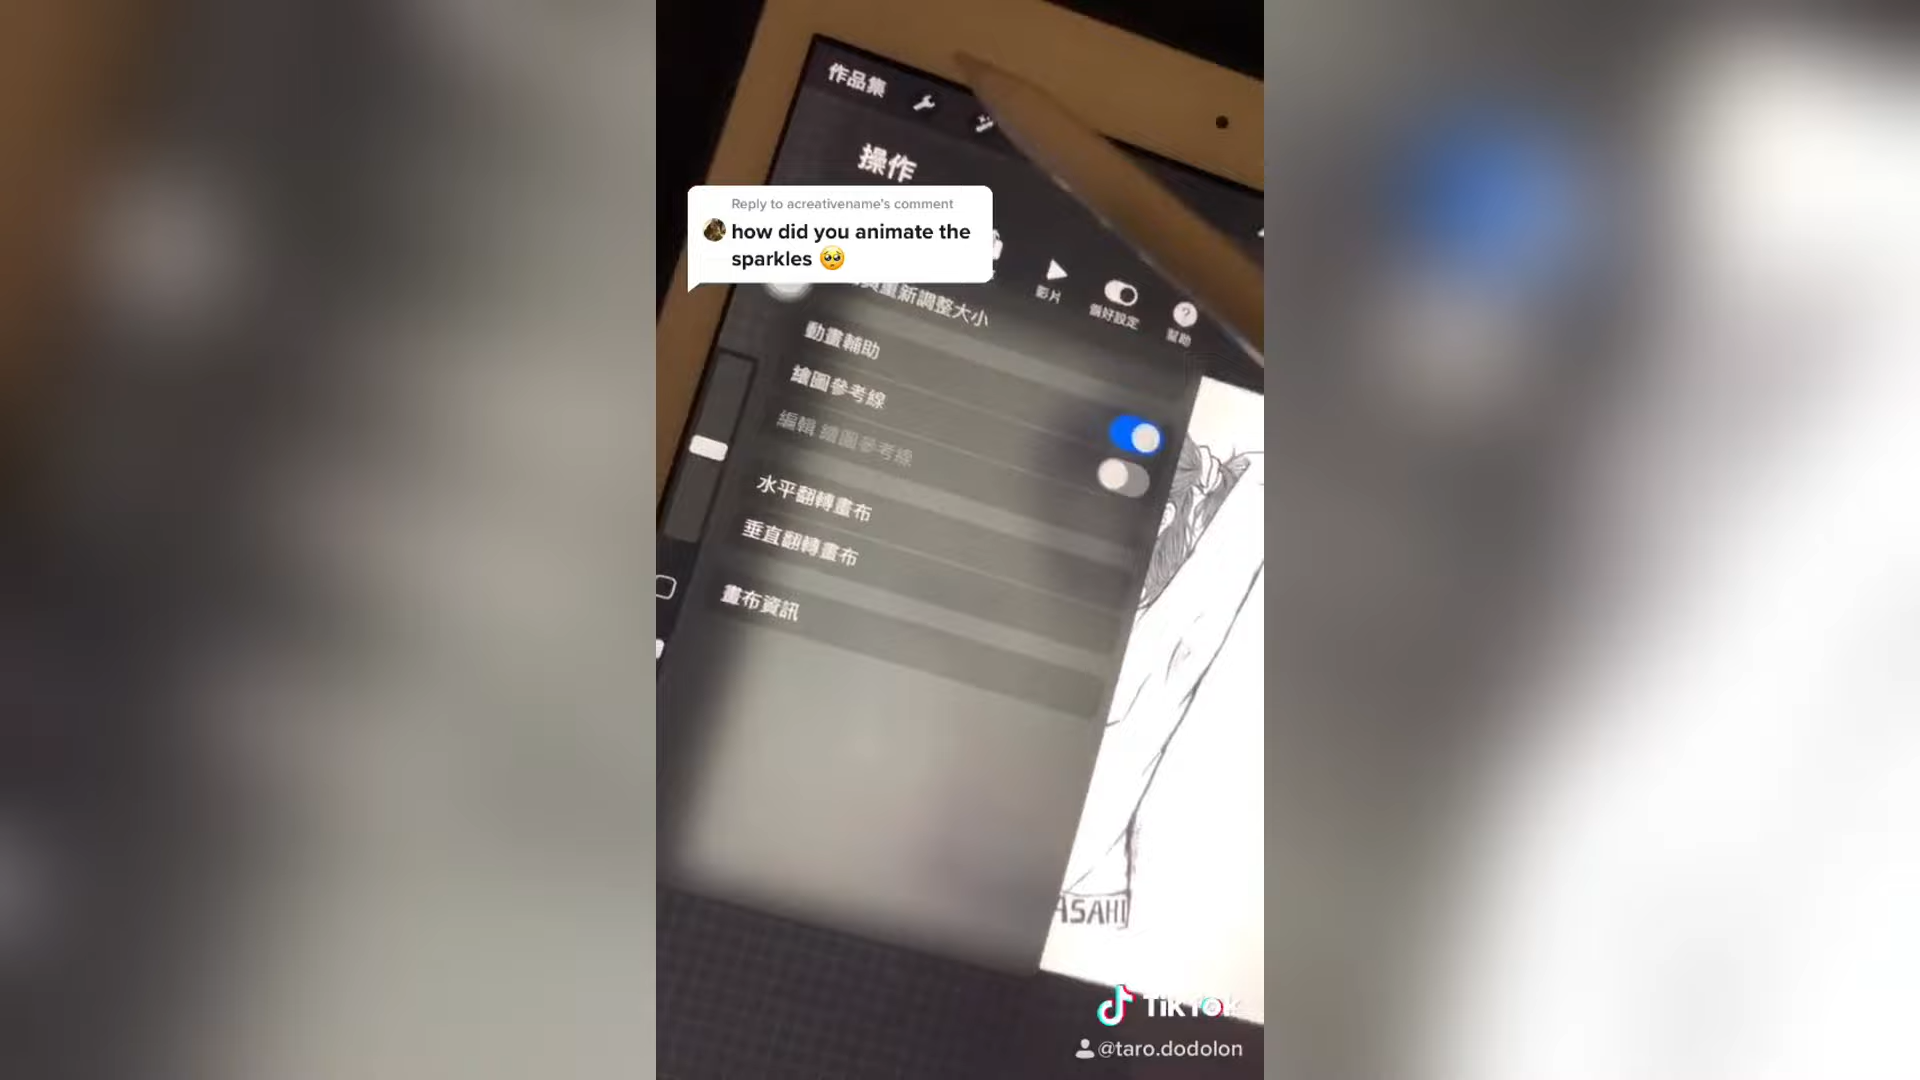 作品集
操作
Reply to acreativename's comment
how did you animate the
sparkles 🥺
影片
偏好設定
幫助
重新調整大小
動畫輔助
繪圖參考線
編輯 繪圖參考線
水平翻轉畫布
垂直翻轉畫布
畫布資訊
ASAHI
TikTok
@taro.dodolon